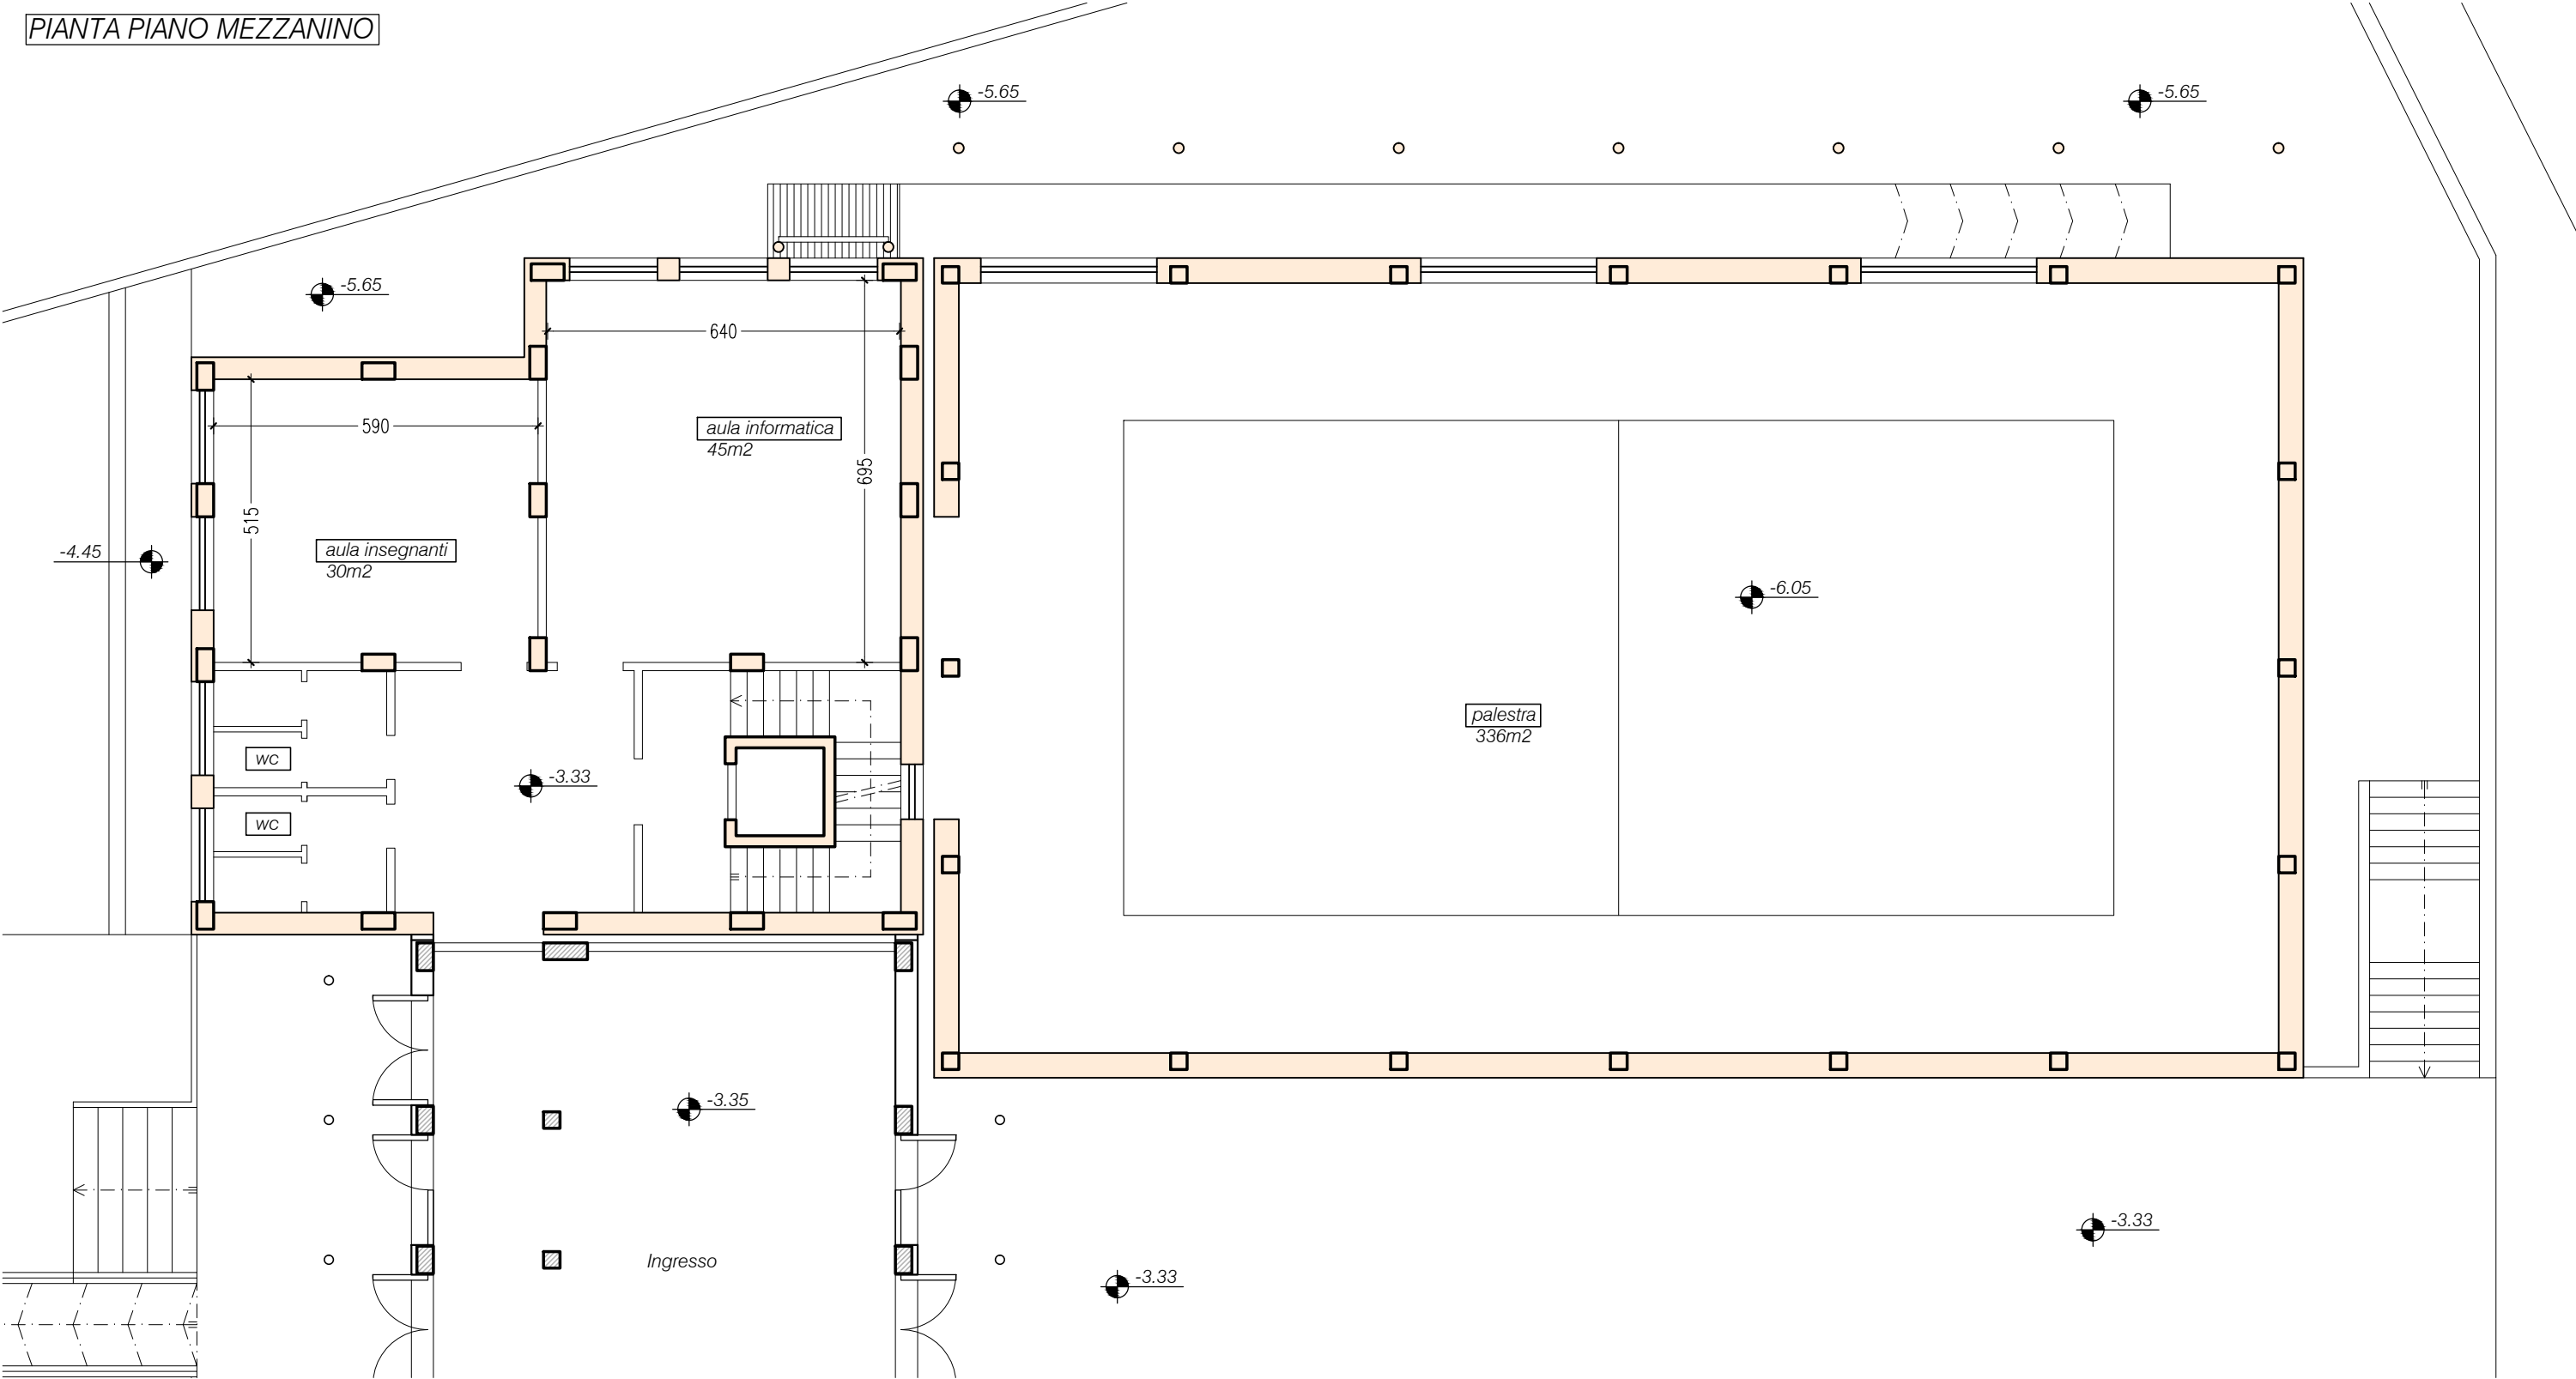 PIANTA PIANO MEZZANINO
-5.65
-5.65
-5.65
640
590
aula informatica
45m2
695
515
aula insegnanti
30m2
-4.45
-6.05
palestra
336m2
wc
-3.33
wc
-3.35
-3.33
Ingresso
-3.33